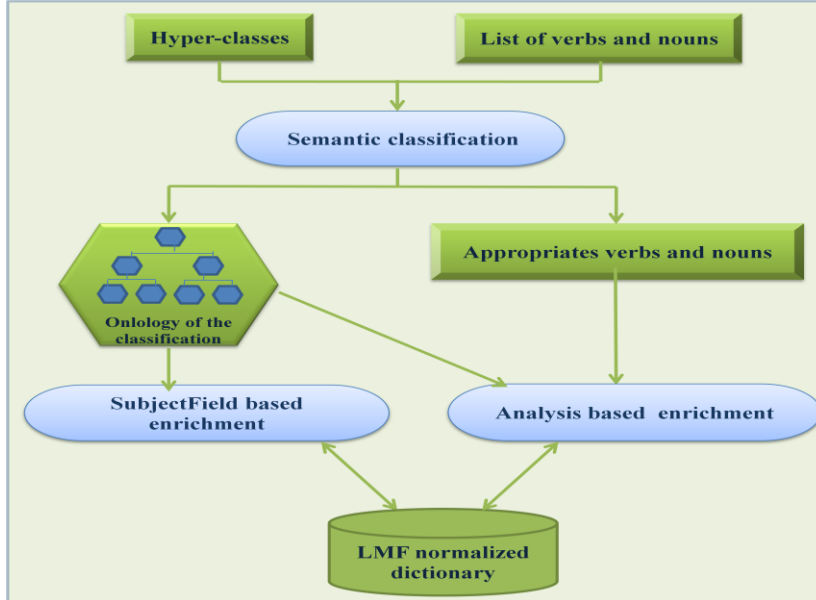 Hyper-classes
List of verbs and nouns
Semantic classification
Appropriates verbs and nouns
Onlology of the
classification
SubjectField based
enrichment
Analysis based enrichment
LMF normalized
dictionary